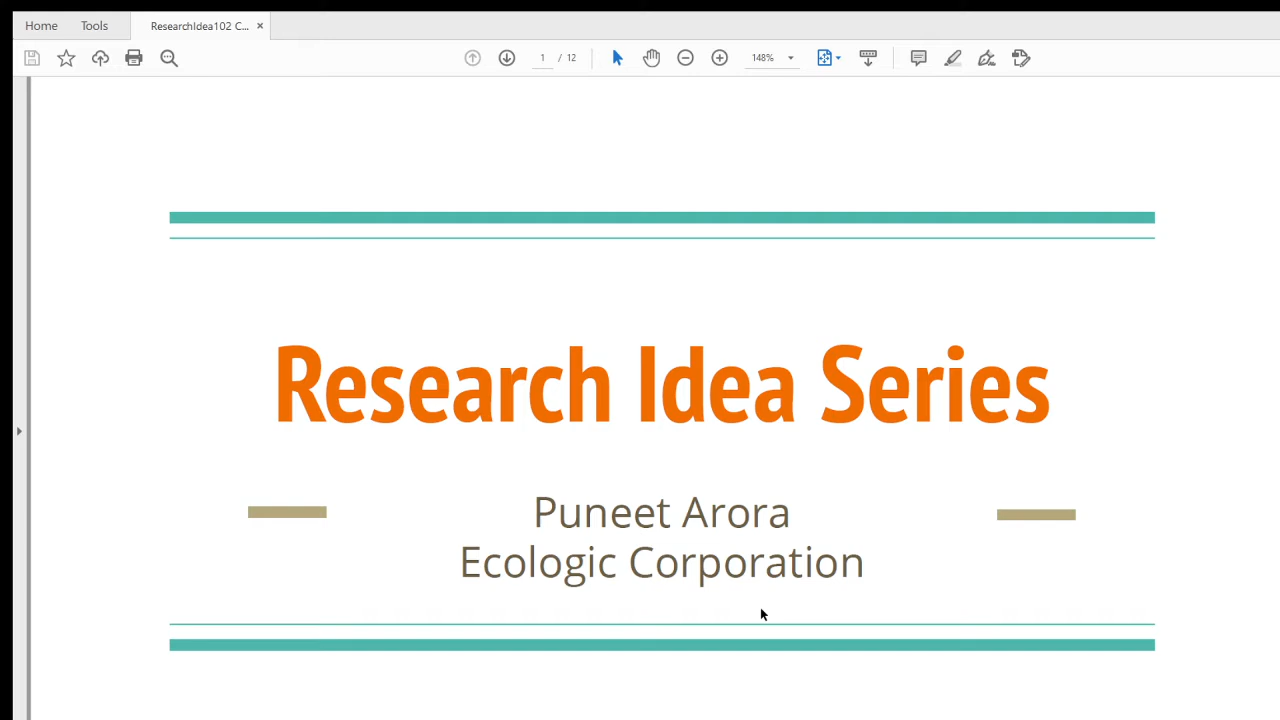 Home Tools ResearchIdea102 C... ×
1 / 12 148%
Research Idea Series
Puneet Arora
Ecologic Corporation